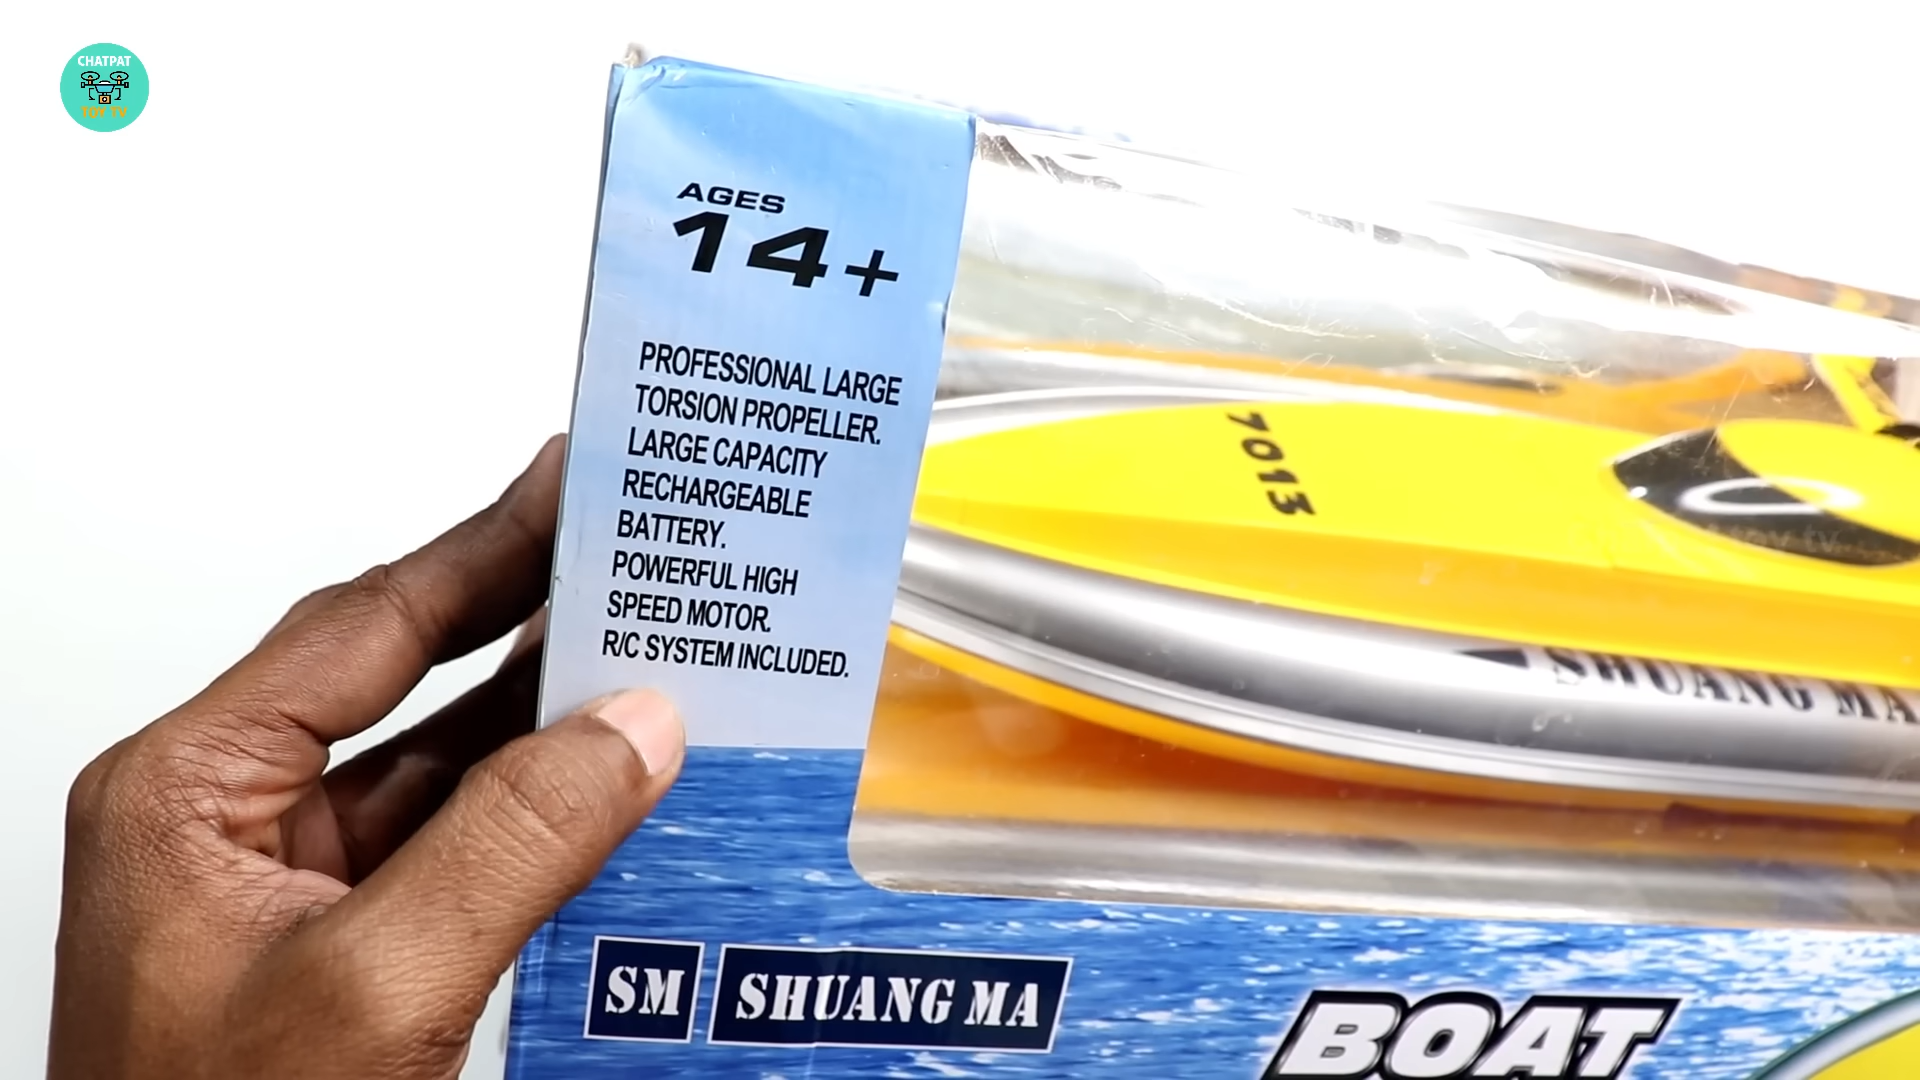 CHATPAT
TOY TV
AGES
14+
PROFESSIONAL LARGE
TORSION PROPELLER.
LARGE CAPACITY
RECHARGEABLE
BATTERY.
POWERFUL HIGH
SPEED MOTOR.
R/C SYSTEM INCLUDED.
7013
SHUANG MA
SM SHUANG MA
BOAT